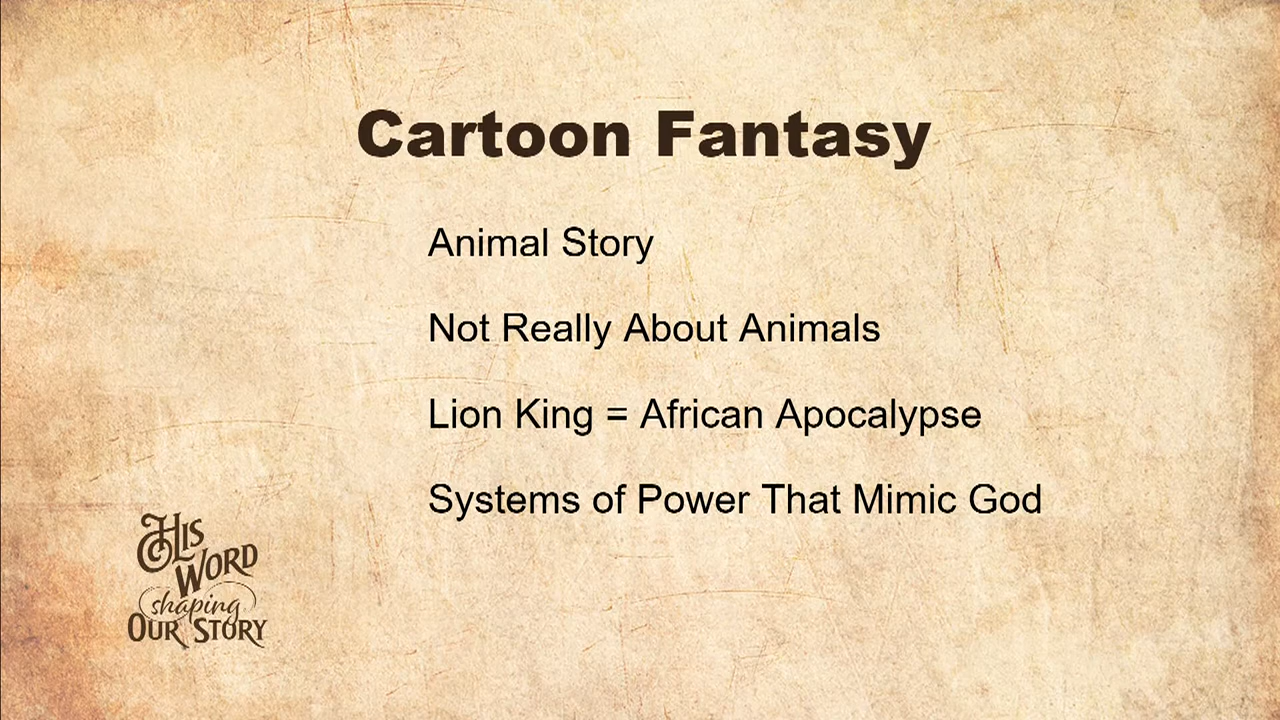 Cartoon Fantasy
Animal Story
Not Really About Animals
Lion King = African Apocalypse
Systems of Power That Mimic God
His
Word
shaping
Our Story